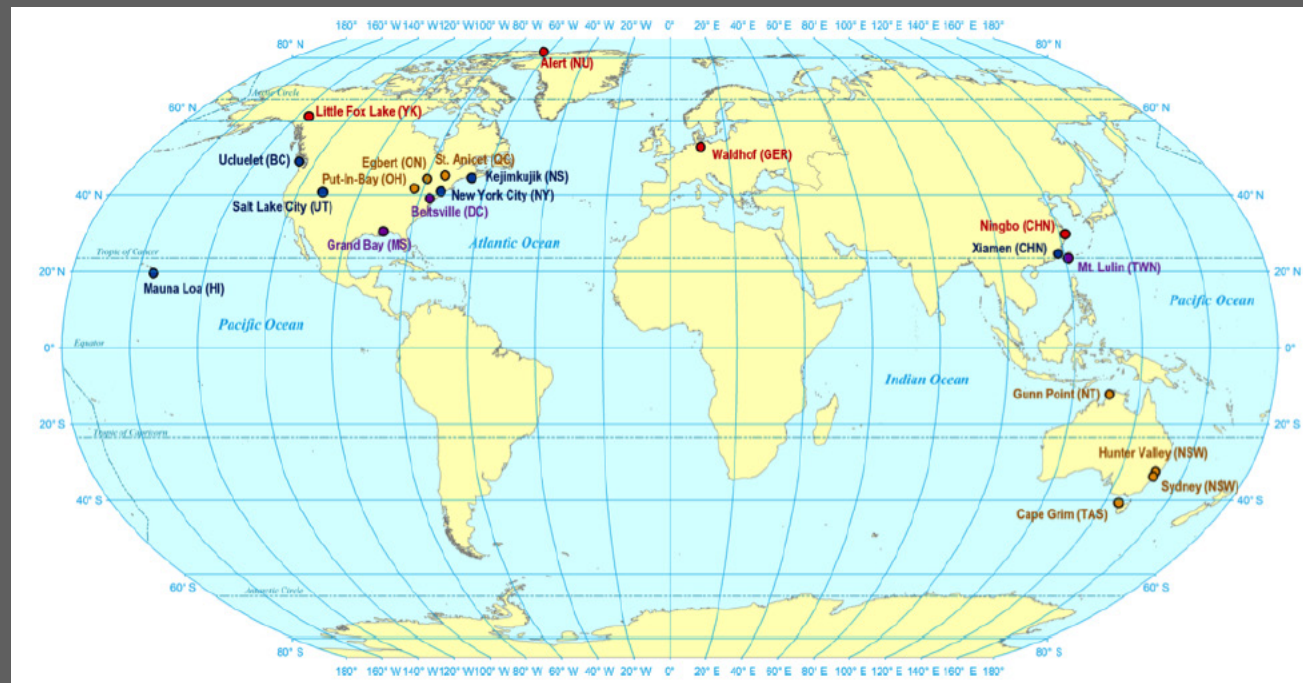 180° 160° W 140° W 120° W 100° W 80° W 60° W 40° W 20° W 0° 20° E 40° E 60° E 80° E 100° E 120° E 140° E 160° E 180°
80° N 80° N
Alert (NU)
Arctic Circle
60° N 60° N
Little Fox Lake (YK)
Ucluelet (BC)
Egbert (ON)
St. Apicet (QC)
Waldhof (GER)
Put-In-Bay (OH)
Kejimkujik (NS)
40° N 40° N
Salt Lake City (UT)
New York City (NY)
Beltsville (DC)
Ningbo (CHN)
Grand Bay (MS)
Atlantic Ocean
Xiamen (CHN)
Tropic of Cancer
Mt. Lulin (TWN)
20° N 20° N
Mauna Loa (HI)
Pacific Ocean
Pacific Ocean
Equator
0° 0°
Indian Ocean
Gunn Point (NT)
20° S 20° S
Tropic of Capricorn
Hunter Valley (NSW)
Sydney (NSW)
40° S 40° S
Cape Grim (TAS)
60° S 60° S
Antarctic Circle
80° S 80° S
180° 160° W 140° W 120° W 100° W 80° W 60° W 40° W 20° W 0° 20° E 40° E 60° E 80° E 100° E 120° E 140° E 160° E 180°